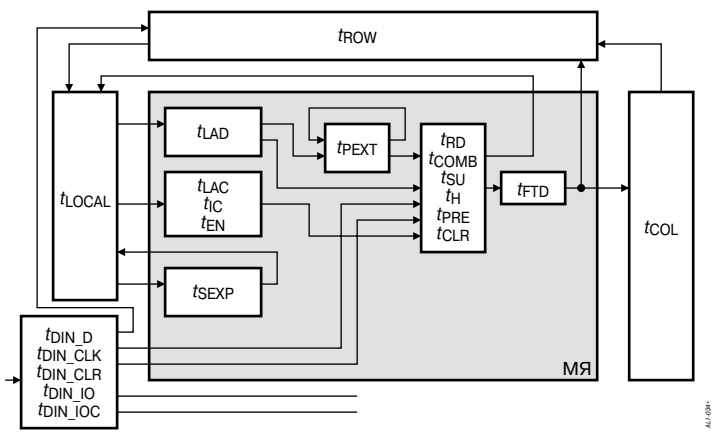 tROW
tLOCAL
tLAD
tPEXT
tRD
tCOMB
tSU
tH
tPRE
tCLR
tLAC
tIC
tEN
tFTD
tCOL
tSEXP
МЯ
tDIN_D
tDIN_CLK
tDIN_CLR
tDIN_IO
tDIN_IOC